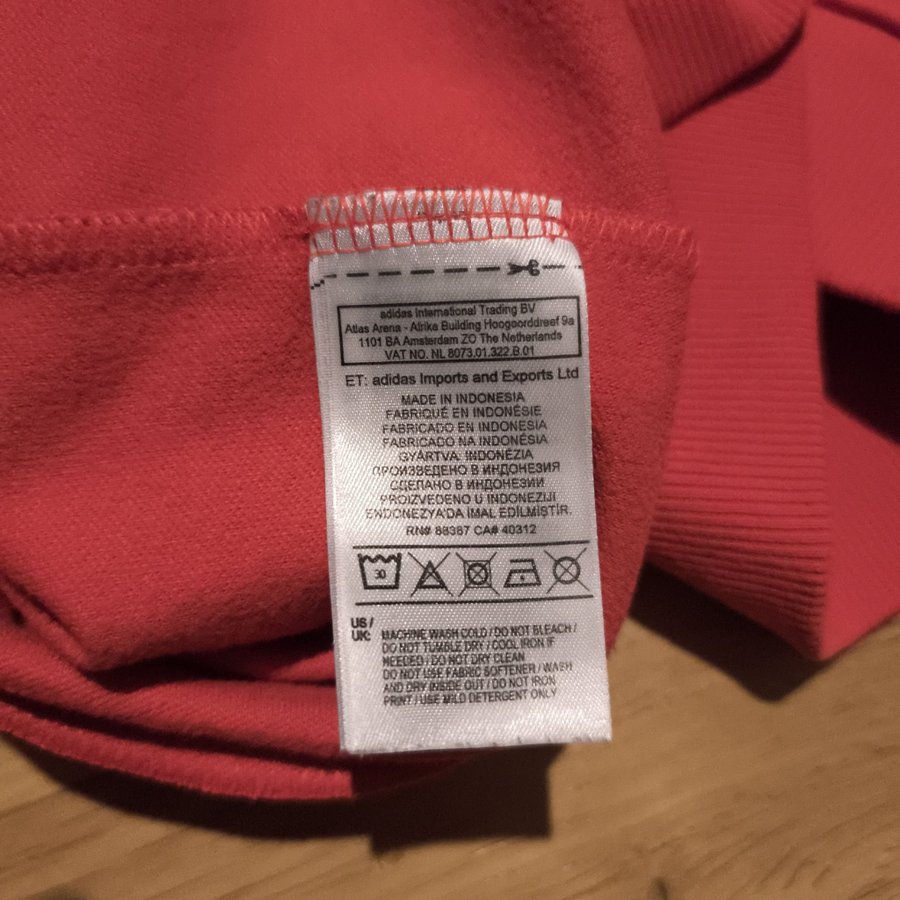 adidas International Trading BV
Atlas Arena - Afrika Building Hoogoorddreef 9a
1101 BA Amsterdam ZO The Netherlands
VAT NO. NL 8073.01.322.B.01
ET: adidas Imports and Exports Ltd
MADE IN INDONESIA
FABRIQUÉ EN INDONÉSIE
FABRICADO EN INDONESIA
FABRICADO NA INDONÉSIA
GYÁRTVA: INDONÉZIA
ПРОИЗВЕДЕНО В ИНДОНЕЗИЯ
СДЕЛАНО В ИНДОНЕЗИИ
PROIZVEDENO U INDONEZIJI
ENDONEZYA'DA İMAL EDİLMİŞTİR.
RN# 88387 CA# 40312
30
US/
UK: MACHINE WASH COLD / DO NOT BLEACH /
DO NOT TUMBLE DRY / COOL IRON IF
NEEDED / DO NOT DRY CLEAN
DO NOT USE FABRIC SOFTENER / WASH
AND DRY INSIDE OUT / DO NOT IRON
PRINT / USE MILD DETERGENT ONLY